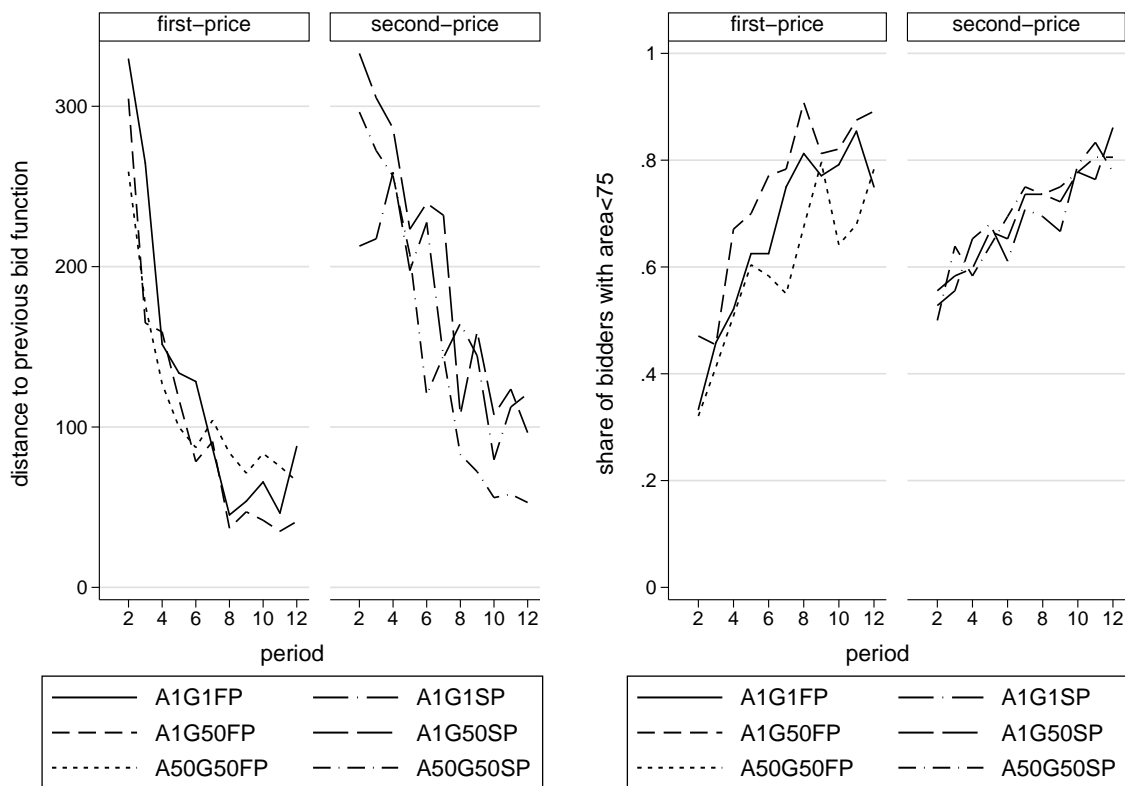 first−price second−price
distance to previous bid function
300
200
100
0
2 4 6 8 10 12 2 4 6 8 10 12
period
A1G1FP A1G1SP
A1G50FP A1G50SP
A50G50FP A50G50SP
first−price second−price
share of bidders with area<75
1
.8
.6
.4
.2
0
2 4 6 8 10 12 2 4 6 8 10 12
period
A1G1FP A1G1SP
A1G50FP A1G50SP
A50G50FP A50G50SP